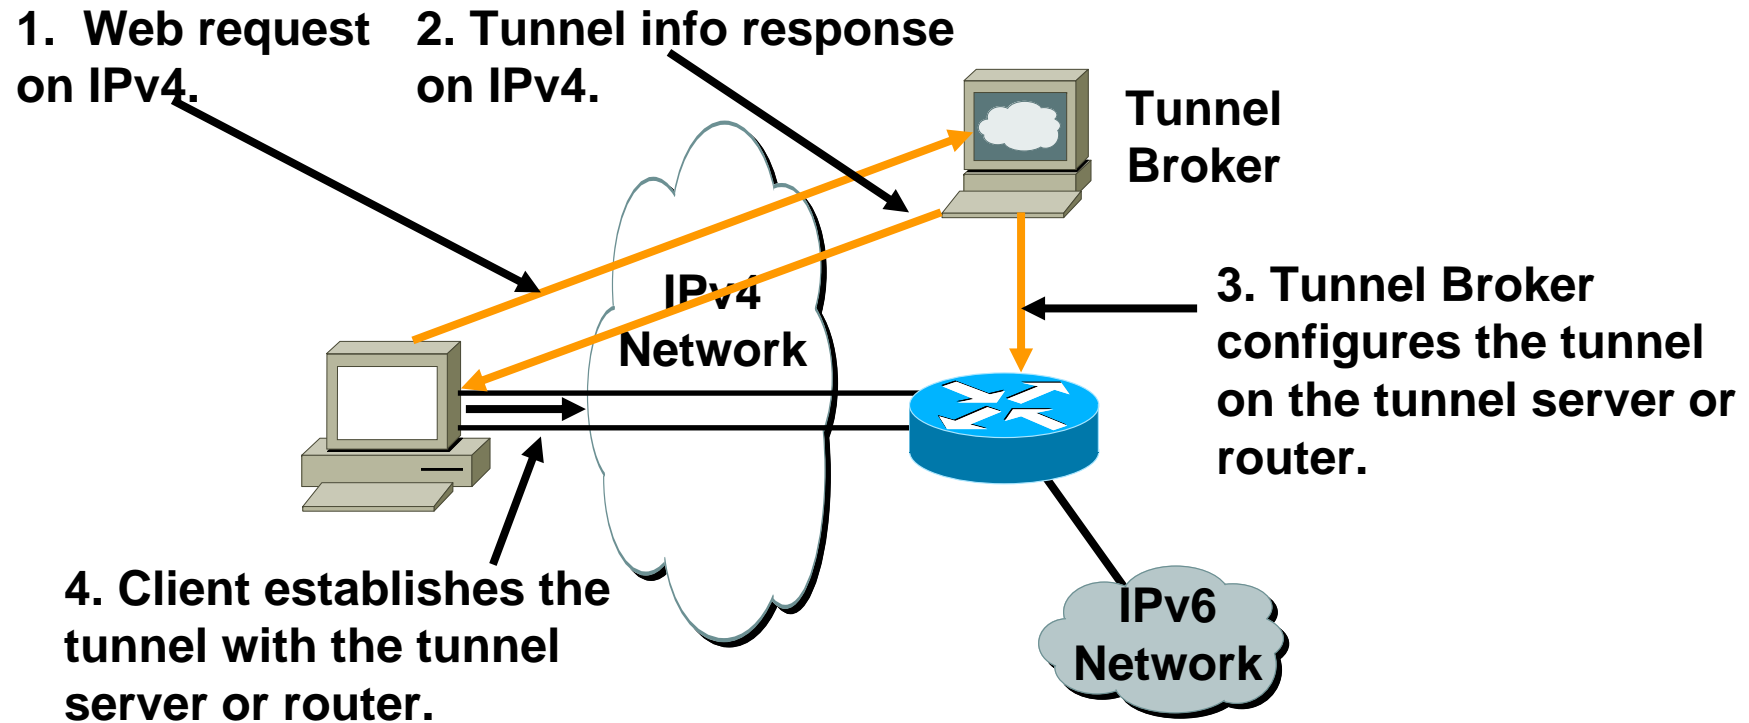 1. Web request
on IPv4.
2. Tunnel info response
on IPv4.
Tunnel
Broker
IPv4
Network
3. Tunnel Broker
configures the tunnel
on the tunnel server or
router.
4. Client establishes the
tunnel with the tunnel
server or router.
IPv6
Network